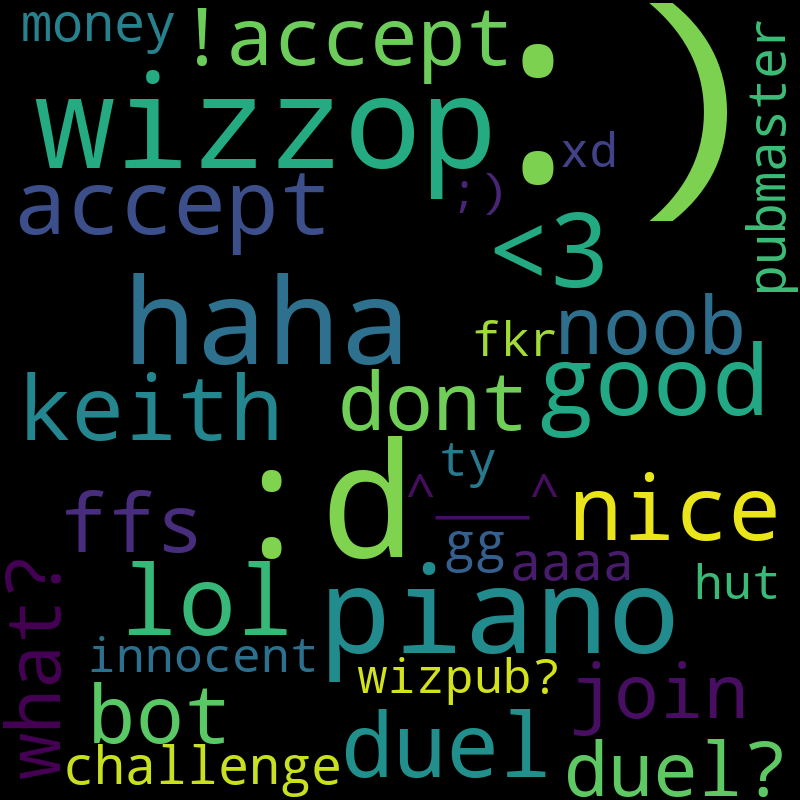 money
!accept
:)
pubmaster
wizzop
xd
accept
;)
<3
haha
noob
fkr
good
keith
dont
:d
ty
^___^
nice
ffs
gg
aaaa
what?
lol
piano
hut
innocent
wizpub?
join
bot
duel
duel?
challenge